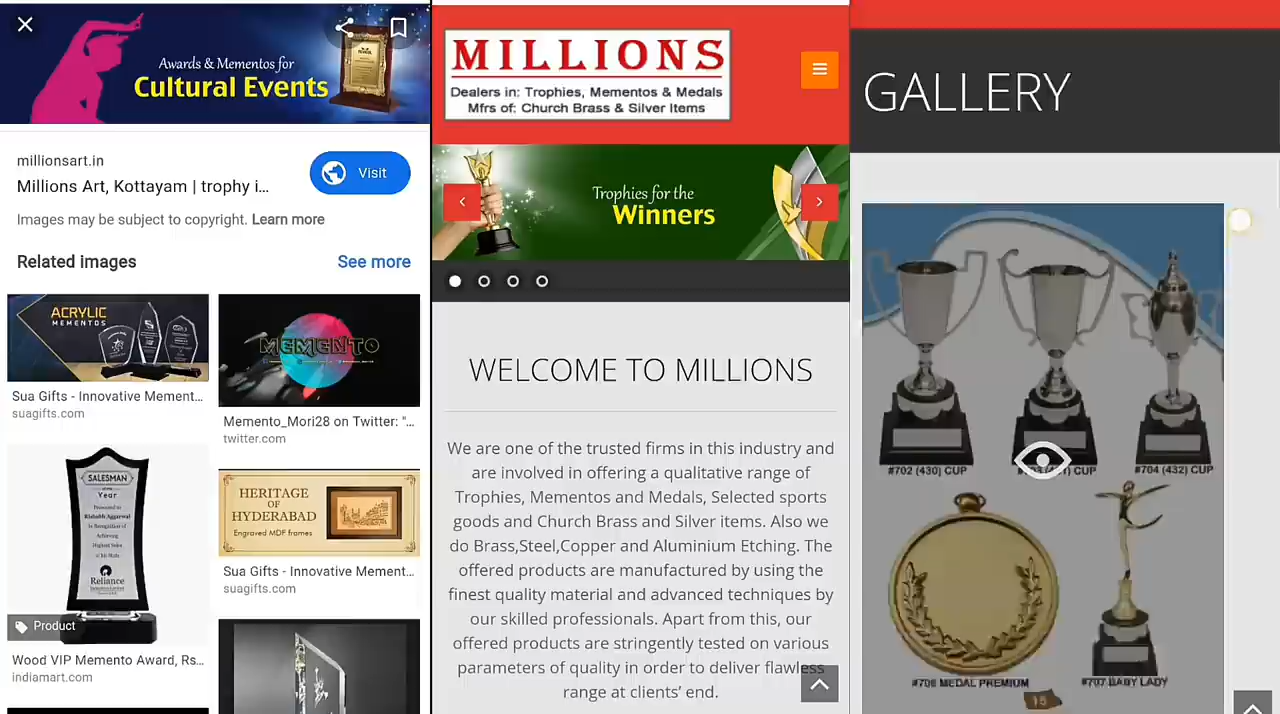 Awards & Mementos for
Cultural Events
millionsart.in
Millions Art, Kottayam | trophy i...
Visit
Images may be subject to copyright. Learn more
Related images
See more
ACRYLIC
MEMENTOS
Sua Gifts - Innovative Mement...
suagifts.com
MEMENTO
Memento_Mori28 on Twitter: "...
twitter.com
SALESMAN
Year
Reliance
Product
Wood VIP Memento Award, Rs...
indiamart.com
HERITAGE
OF
HYDERABAD
Engraved MDF frames
Sua Gifts - Innovative Mement...
suagifts.com
MILLIONS
Dealers in: Trophies, Mementos & Medals
Mfrs of: Church Brass & Silver Items
Trophies for the
Winners
WELCOME TO MILLIONS
We are one of the trusted firms in this industry and
are involved in offering a qualitative range of
Trophies, Mementos and Medals, Selected sports
goods and Church Brass and Silver items. Also we
do Brass,Steel,Copper and Aluminium Etching. The
offered products are manufactured by using the
finest quality material and advanced techniques by
our skilled professionals. Apart from this, our
offered products are stringently tested on various
parameters of quality in order to deliver flawless
range at clients’ end.
GALLERY
#702 (430) CUP
CUP
#704 (432) CUP
MEDAL PREMIUM
#707 BABY LADY
15